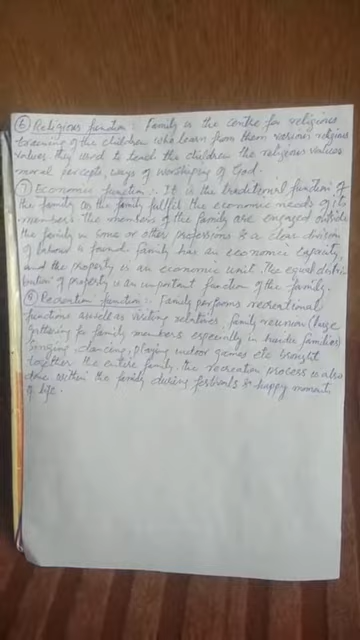 ⑥ Religious function : Family is the centre for religious
training of the children who learn from them various religious
values. they used to teach the children the religious values
moral percepts, ways of worshiping of God.
⑦ Economic function :- It is the traditional function of
the family as the family fullfil the economic needs of its
members. the members of the family are engaged outside
the family in some or other professions & a clear division
of labour is found. family has an economic capacity,
and the property is an economic unit. the equal distri-
bution of property is an important function of the family.
⑧ Recreation function :- Family performs recreational
functions as well as visiting relatives, family reunion (huge
gathering for family members especially in families)
singing, dancing, playing indoor games etc brought
together the entire family. the recreation process is also
done within the family during festivals & happy moment
of life.